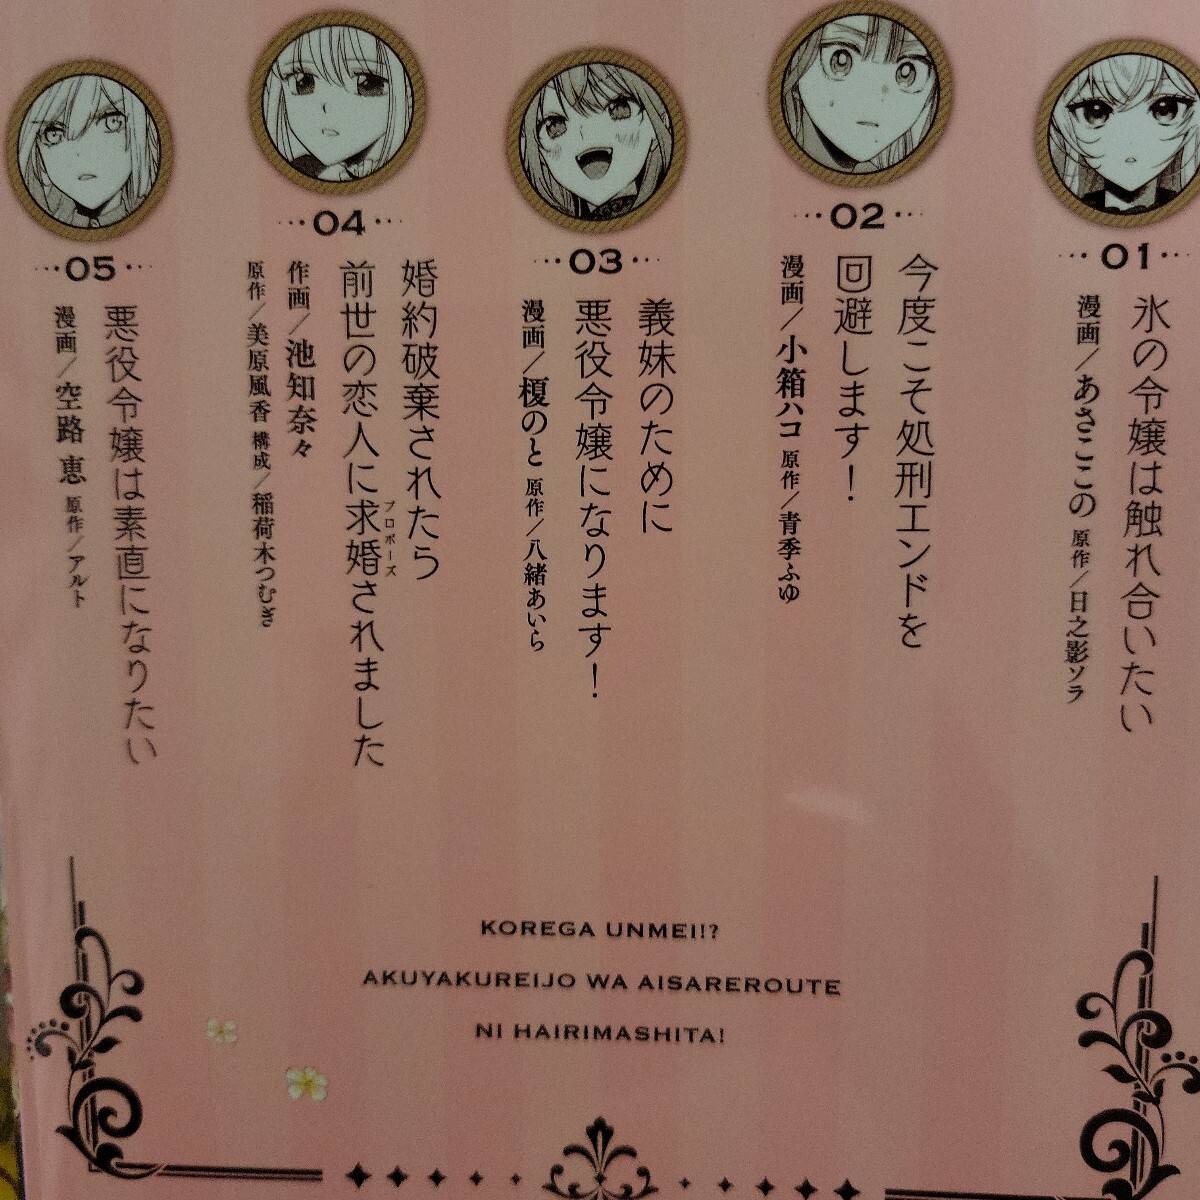 01
氷の令嬢は触れ合いたい
漫画／あさここの 原作／日之影ソラ
02
今度こそ処刑エンドを
回避します！
漫画／小箱ハコ 原作／青季ふゆ
03
義妹のために
悪役令嬢になります！
漫画／榎のと 原作／八緒あいら
04
婚約破棄されたら
前世の恋人に求婚されました
プロポーズ
作画／池知奈々
原作／美原風香 構成／稲荷木つむぎ
05
悪役令嬢は素直になりたい
漫画／空路 恵 原作／アルト
KOREGA UNMEI!?
AKUYAKUREIJO WA AISAREROUTE
NI HAIRIMASHITA!